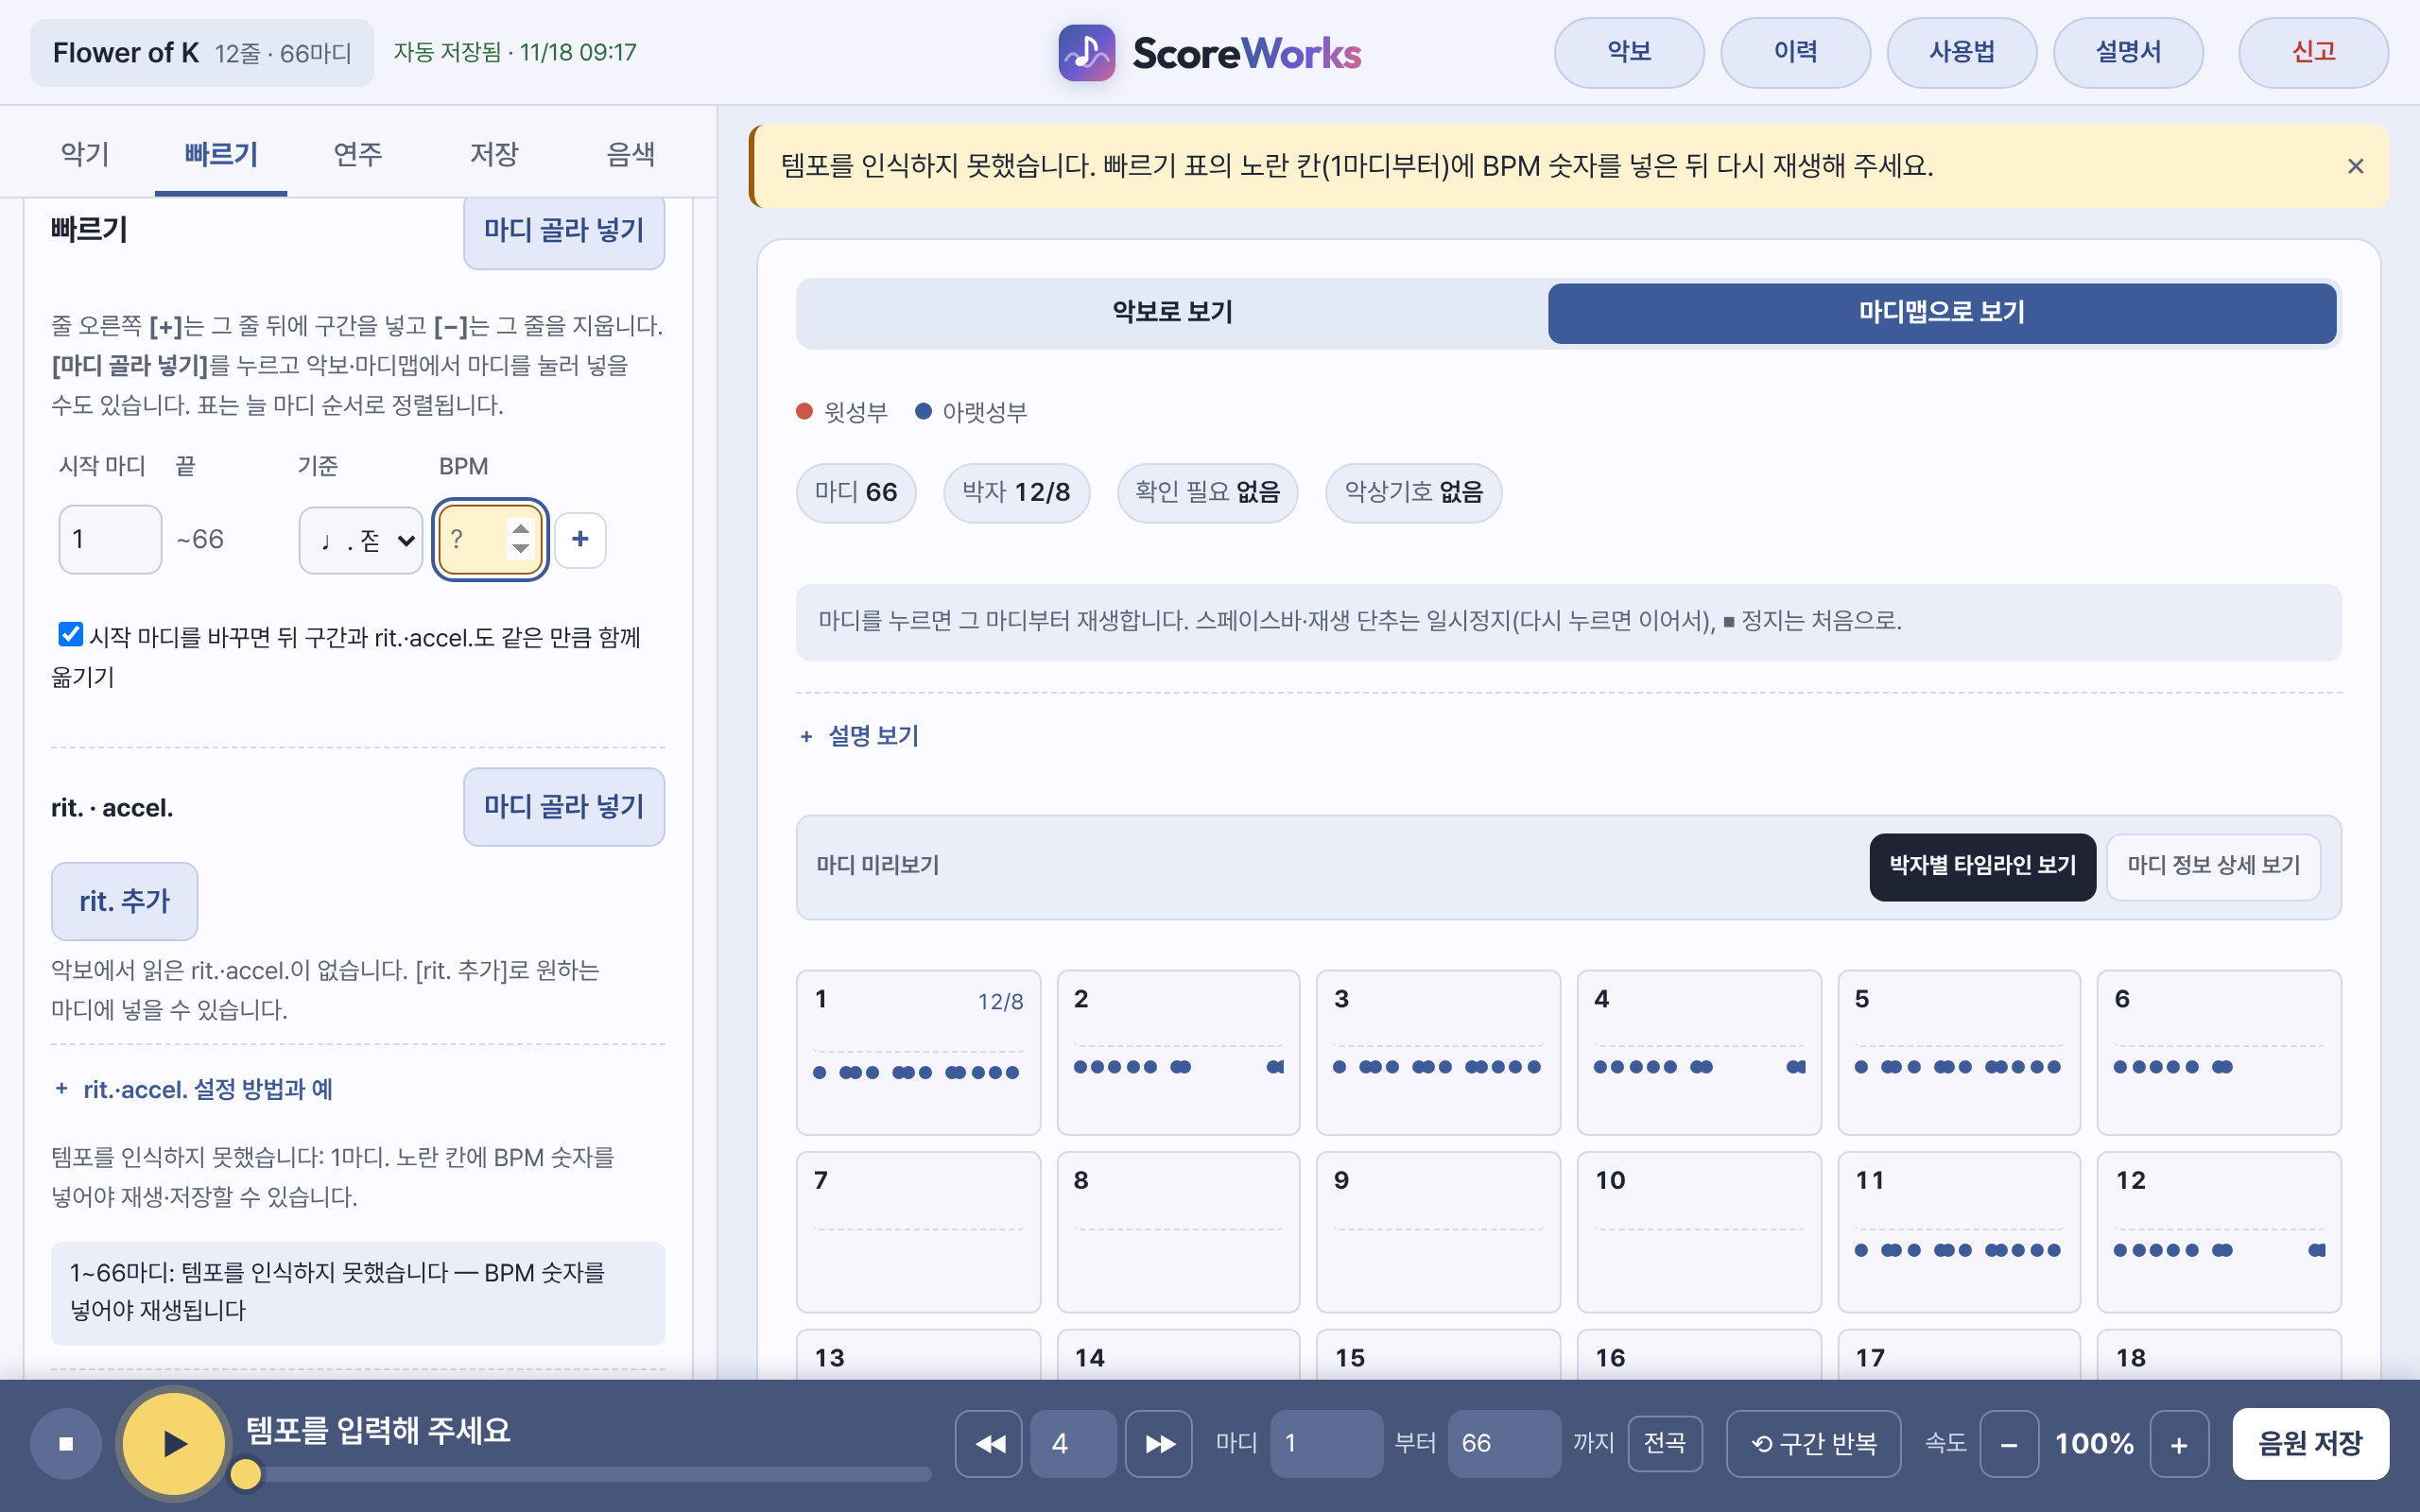 Flower of K 12줄 · 66마디 자동 저장됨 · 11/18 09:17
ScoreWorks
악보 이력 사용법 설명서 신고
악기 빠르기 연주 저장 음색
빠르기 마디 골라 넣기
줄 오른쪽 [+]는 그 줄 뒤에 구간을 넣고 [−]는 그 줄을 지웁니다.
[마디 골라 넣기]를 누르고 악보·마디맵에서 마디를 눌러 넣을
수도 있습니다. 표는 늘 마디 순서로 정렬됩니다.
시작 마디 끝 기준 BPM
1 ~66 ♩. 점 ? +
시작 마디를 바꾸면 뒤 구간과 rit.·accel.도 같은 만큼 함께
옮기기
rit. · accel. 마디 골라 넣기
rit. 추가
악보에서 읽은 rit.·accel.이 없습니다. [rit. 추가]로 원하는
마디에 넣을 수 있습니다.
+ rit.·accel. 설정 방법과 예
템포를 인식하지 못했습니다: 1마디. 노란 칸에 BPM 숫자를
넣어야 재생·저장할 수 있습니다.
1~66마디: 템포를 인식하지 못했습니다 — BPM 숫자를
넣어야 재생됩니다
템포를 인식하지 못했습니다. 빠르기 표의 노란 칸(1마디부터)에 BPM 숫자를 넣은 뒤 다시 재생해 주세요. ×
악보로 보기 마디맵으로 보기
윗성부 아랫성부
마디 66 박자 12/8 확인 필요 없음 악상기호 없음
마디를 누르면 그 마디부터 재생합니다. 스페이스바·재생 단추는 일시정지(다시 누르면 이어서), ■ 정지는 처음으로.
+ 설명 보기
마디 미리보기 박자별 타임라인 보기 마디 정보 상세 보기
1 12/8 2 3 4 5 6
7 8 9 10 11 12
13 14 15 16 17 18
템포를 입력해 주세요
4 마디 1 부터 66 까지 전곡 ⟲ 구간 반복 속도 − 100% + 음원 저장